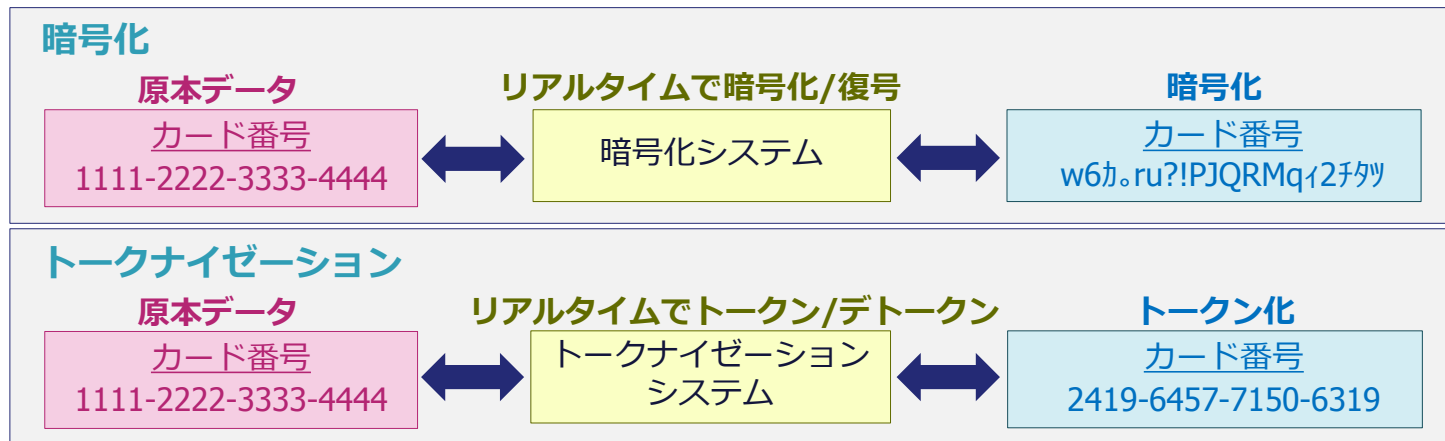 暗号化
原本データ
リアルタイムで暗号化/復号
暗号化
カード番号
1111-2222-3333-4444
暗号化システム
カード番号
w6ｶ｡ru?!PJQRMqｨ2ﾁﾀﾂ
トークナイゼーション
原本データ
リアルタイムでトークン/デトークン
トークン化
カード番号
1111-2222-3333-4444
トークナイゼーション
システム
カード番号
2419-6457-7150-6319